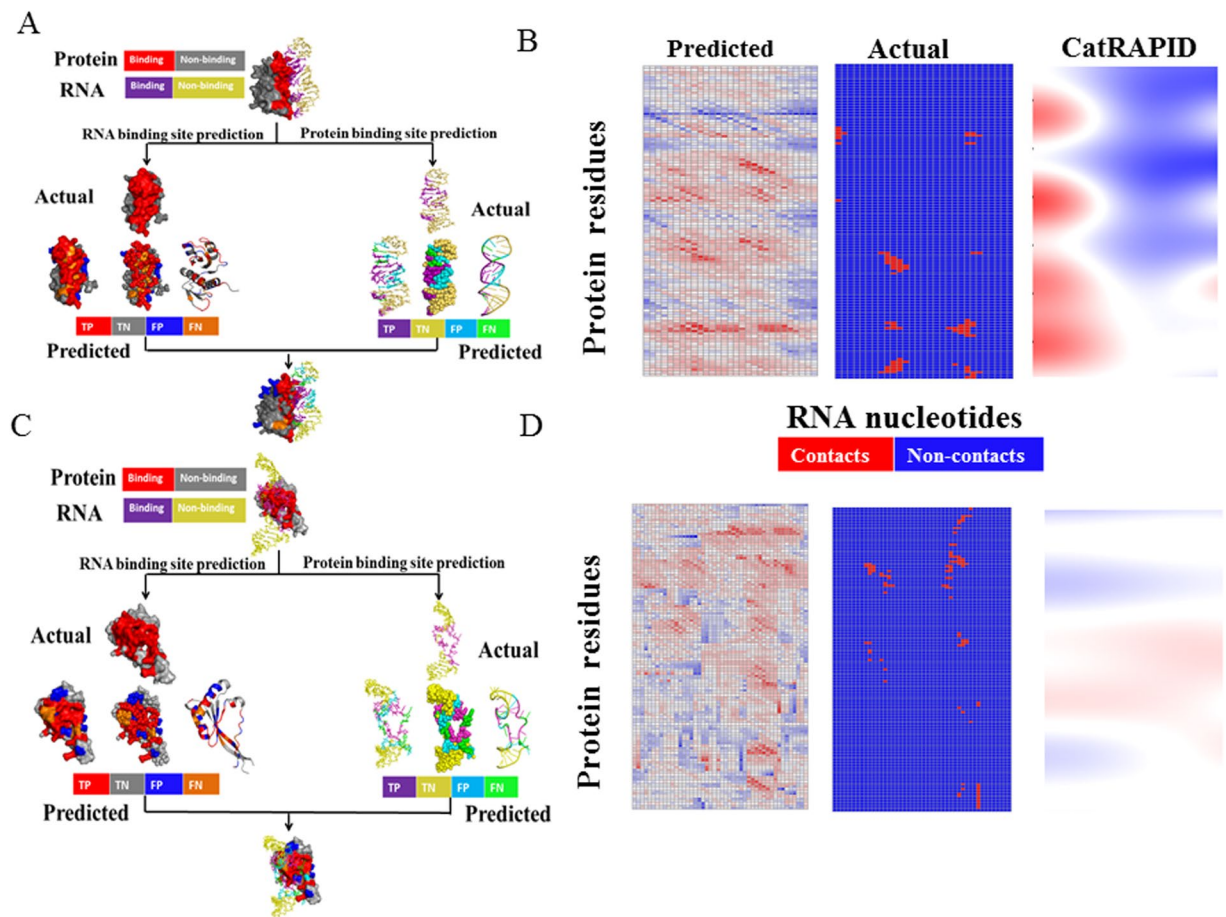 A
Protein
Binding
Non-binding
RNA
Binding
Non-binding
RNA binding site prediction
Protein binding site prediction
Actual
Actual
TP
TN
FP
FN
Predicted
TP
TN
FP
FN
Predicted
B
Predicted
Actual
CatRAPID
Protein residues
RNA nucleotides
Contacts
Non-contacts
C
Protein
Binding
Non-binding
RNA
Binding
Non-binding
RNA binding site prediction
Protein binding site prediction
Actual
Actual
TP
TN
FP
FN
Predicted
TP
TN
FP
FN
Predicted
D
Protein residues